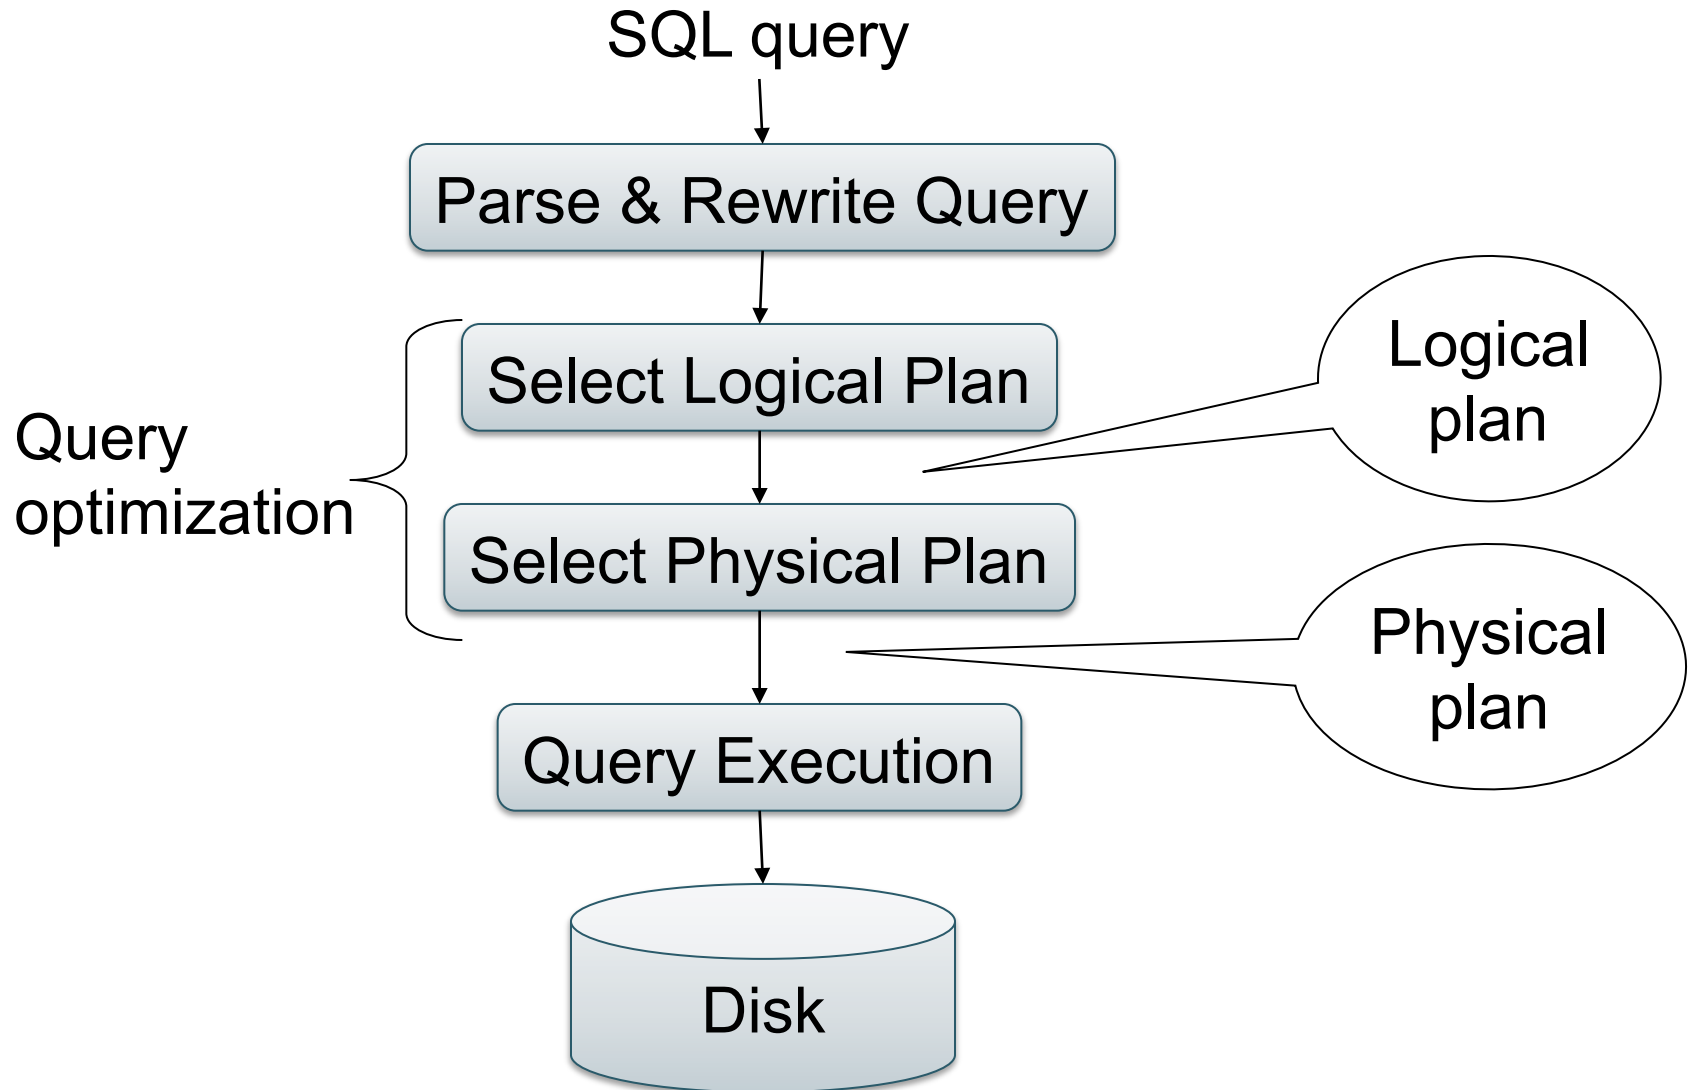 SQL query
Parse & Rewrite Query
Select Logical Plan
Logical
plan
Query
optimization
Select Physical Plan
Physical
plan
Query Execution
Disk